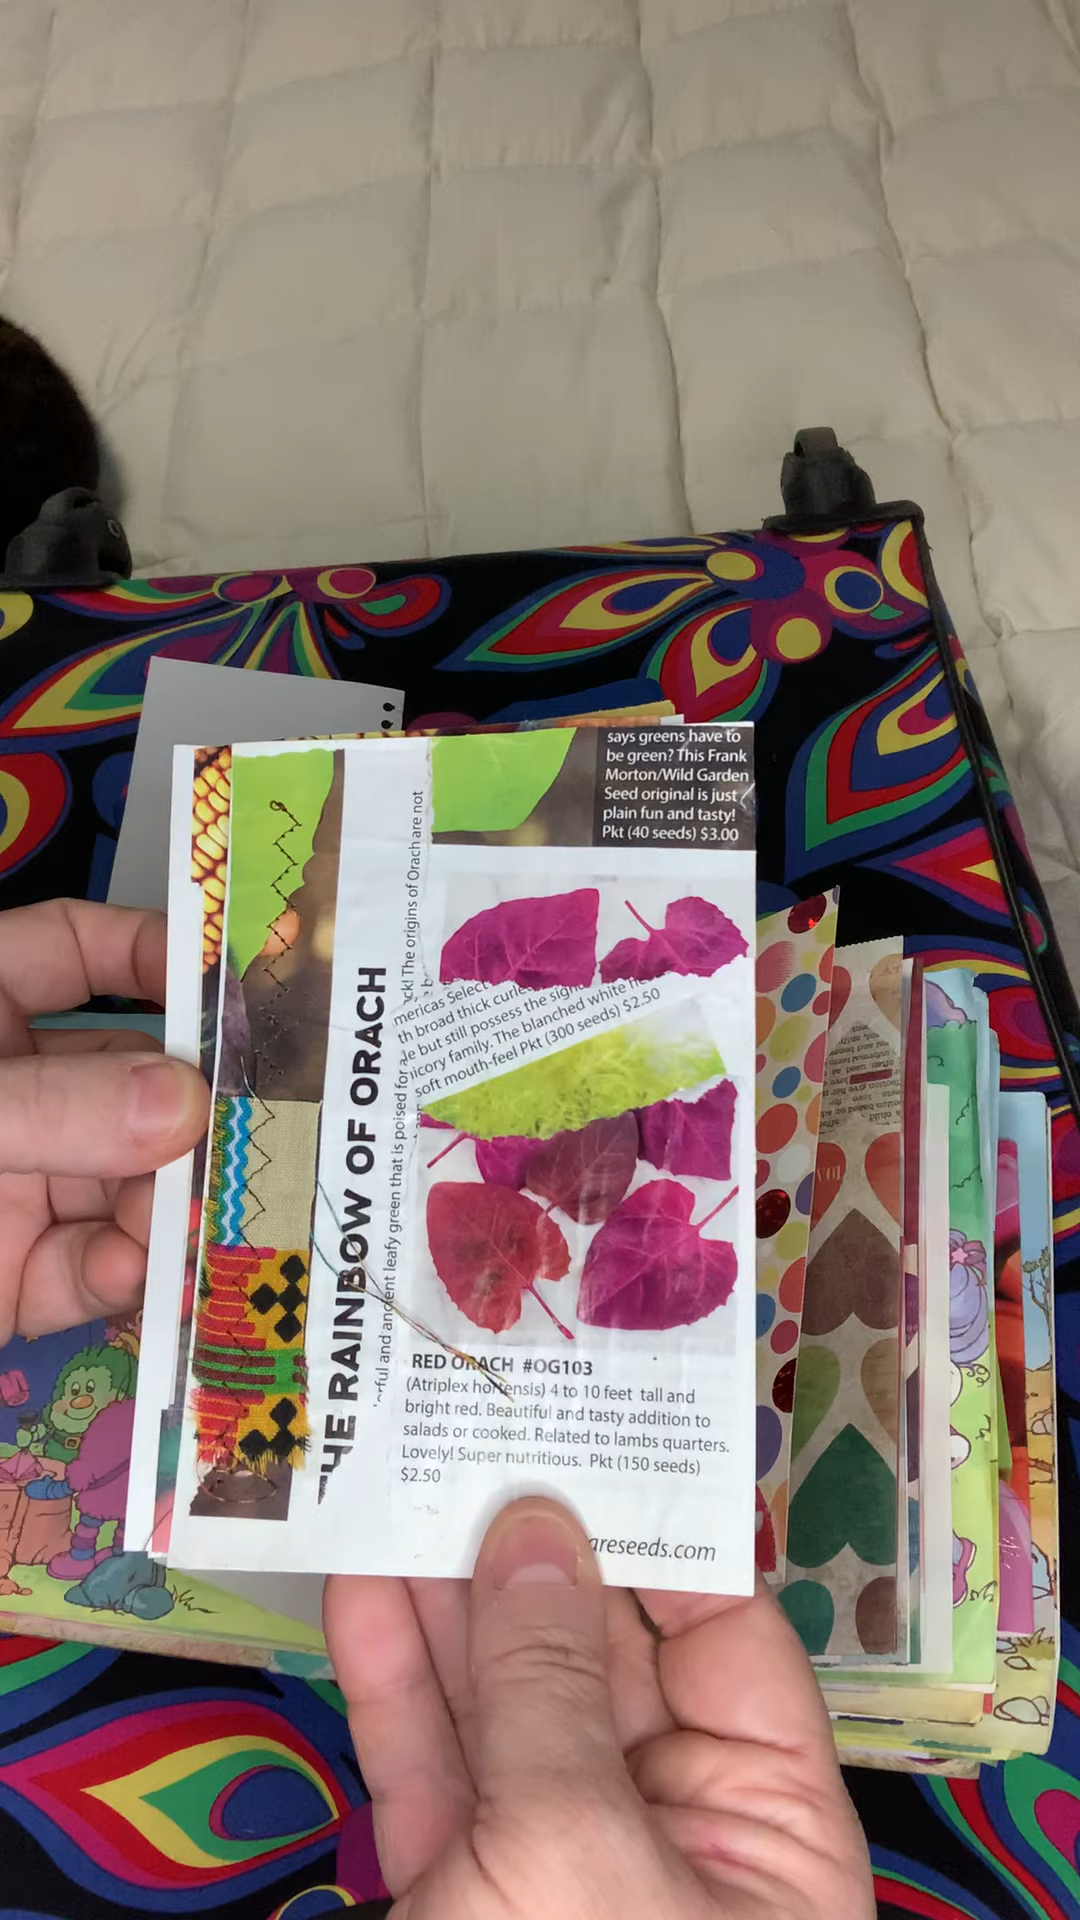 says greens have to
be green? This Frank
Morton/Wild Garden
Seed original is just
plain fun and tasty!
Pkt (40 seeds) $3.00
THE RAINBOW OF ORACH
ck! The origins of Orach are not
and ancient leafy green that is poised for a
mericas Select
th broad thick curle
le but still possess the sign
icory family. The blanched white he
soft mouth-feel Pkt (300 seeds) $2.50
RED ORACH #OG103
(Atriplex hortensis) 4 to 10 feet tall and
bright red. Beautiful and tasty addition to
salads or cooked. Related to lambs quarters.
Lovely! Super nutritious. Pkt (150 seeds)
$2.50
areseeds.com